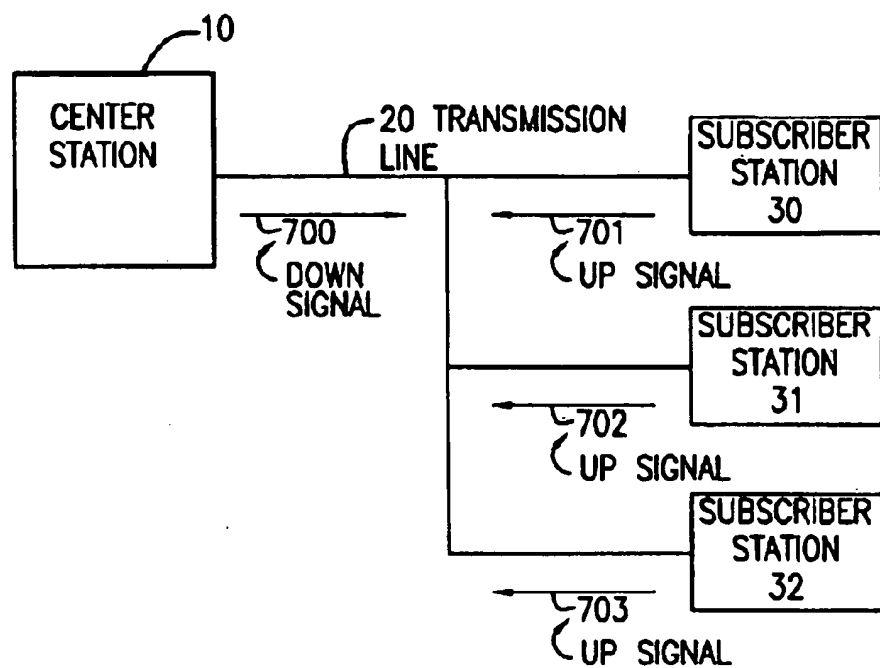 10
CENTER
STATION
20 TRANSMISSION
LINE
700
DOWN
SIGNAL
SUBSCRIBER
STATION
30
701
UP SIGNAL
SUBSCRIBER
STATION
31
702
UP SIGNAL
SUBSCRIBER
STATION
32
703
UP SIGNAL